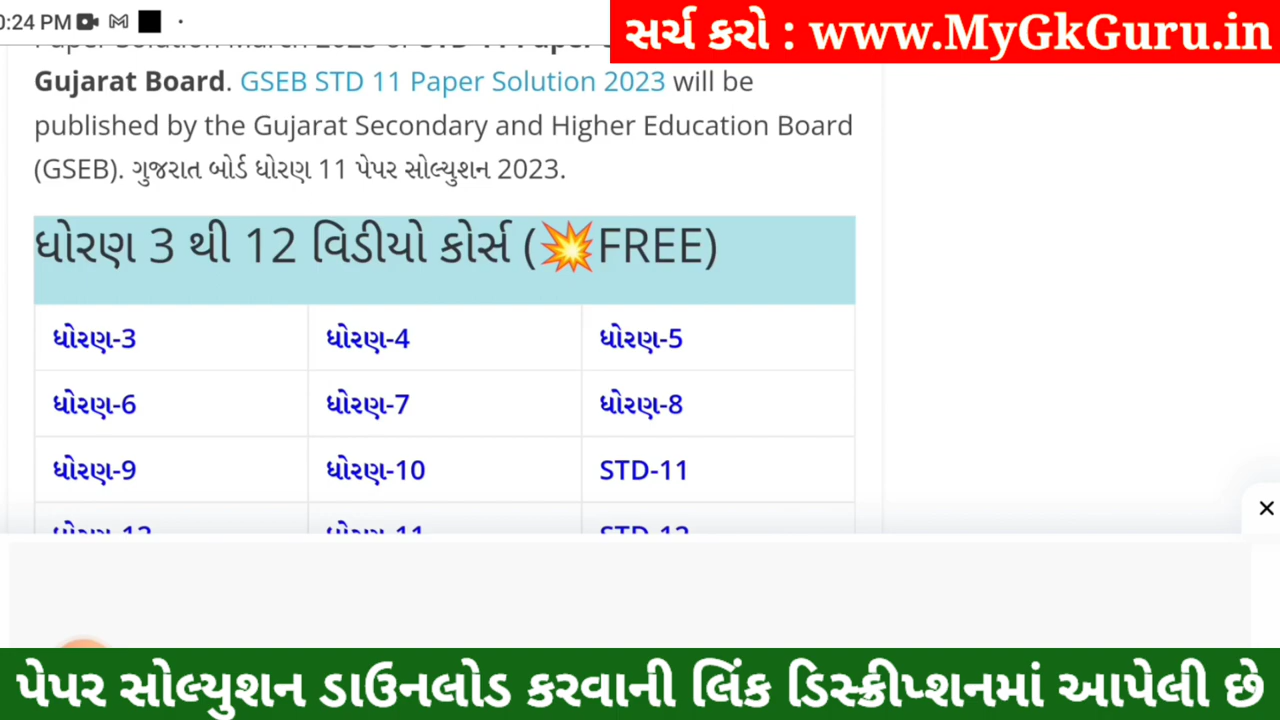 0:24 PM
સર્ચ કરો : www.MyGkGuru.in
Gujarat Board. GSEB STD 11 Paper Solution 2023 will be
published by the Gujarat Secondary and Higher Education Board
(GSEB). ગુજરાત બોર્ડ ધોરણ 11 પેપર સોલ્યુશન 2023.
ધોરણ 3 થી 12 વિડીયો કોર્સ (💥FREE)
ધોરણ-3 ધોરણ-4 ધોરણ-5
ધોરણ-6 ધોરણ-7 ધોરણ-8
ધોરણ-9 ધોરણ-10 STD-11
પેપર સોલ્યુશન ડાઉનલોડ કરવાની લિંક ડિસ્ક્રીપ્શનમાં આપેલી છે